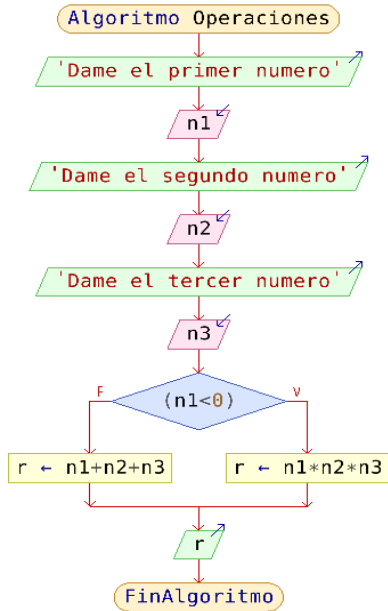 Algoritmo Operaciones
'Dame el primer numero'
n1
'Dame el segundo numero'
n2
'Dame el tercer numero'
n3
F
(n1<0)
V
r ← n1+n2+n3
r ← n1*n2*n3
r
FinAlgoritmo